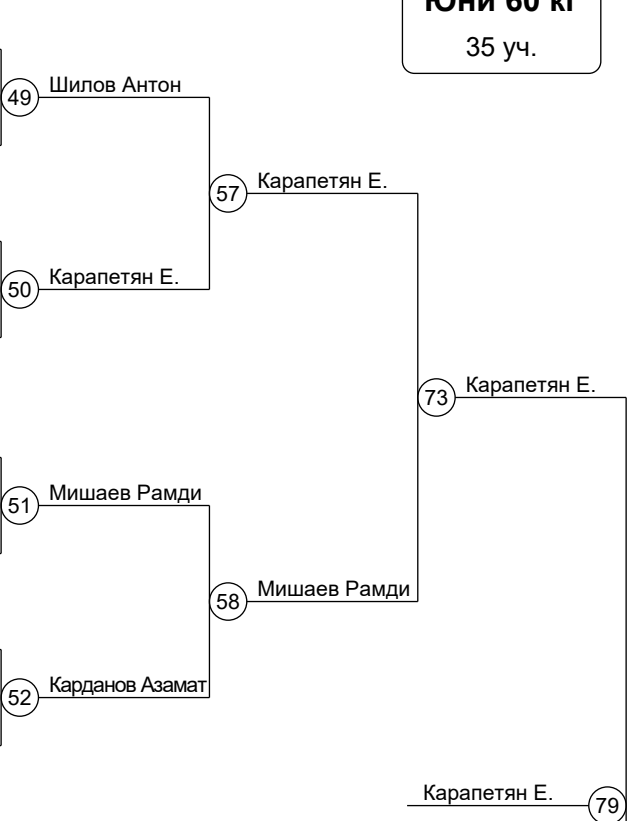 Юни 60 кг
35 уч.
49 Шилов Антон
57 Карапетян Е.
50 Карапетян Е.
73 Карапетян Е.
51 Мишаев Рамди
58 Мишаев Рамди
52 Карданов Азамат
Карапетян Е. 79